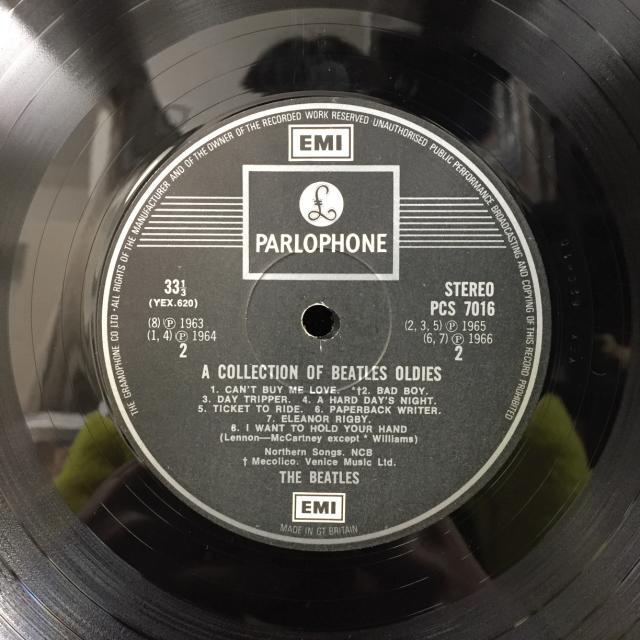 THE GRAMOPHONE CO LTD · ALL RIGHTS OF THE MANUFACTURER AND OF THE OWNER OF THE RECORDED WORK RESERVED UNAUTHORISED PUBLIC PERFORMANCE BROADCASTING AND COPYING OF THIS RECORD PROHIBITED
EMI
£
PARLOPHONE
33⅓
(YEX.620)
(8) ℗ 1963
(1, 4) ℗ 1964
2
STEREO
PCS 7016
(2, 3, 5) ℗ 1965
(6, 7) ℗ 1966
2
A COLLECTION OF BEATLES OLDIES
1. CAN'T BUY ME LOVE. *†2. BAD BOY.
3. DAY TRIPPER. 4. A HARD DAY'S NIGHT.
5. TICKET TO RIDE. 6. PAPERBACK WRITER.
7. ELEANOR RIGBY.
8. I WANT TO HOLD YOUR HAND
(Lennon—McCartney except * Williams)
Northern Songs. NCB
† Mecolico. Venice Music Ltd.
THE BEATLES
EMI
MADE IN GT BRITAIN